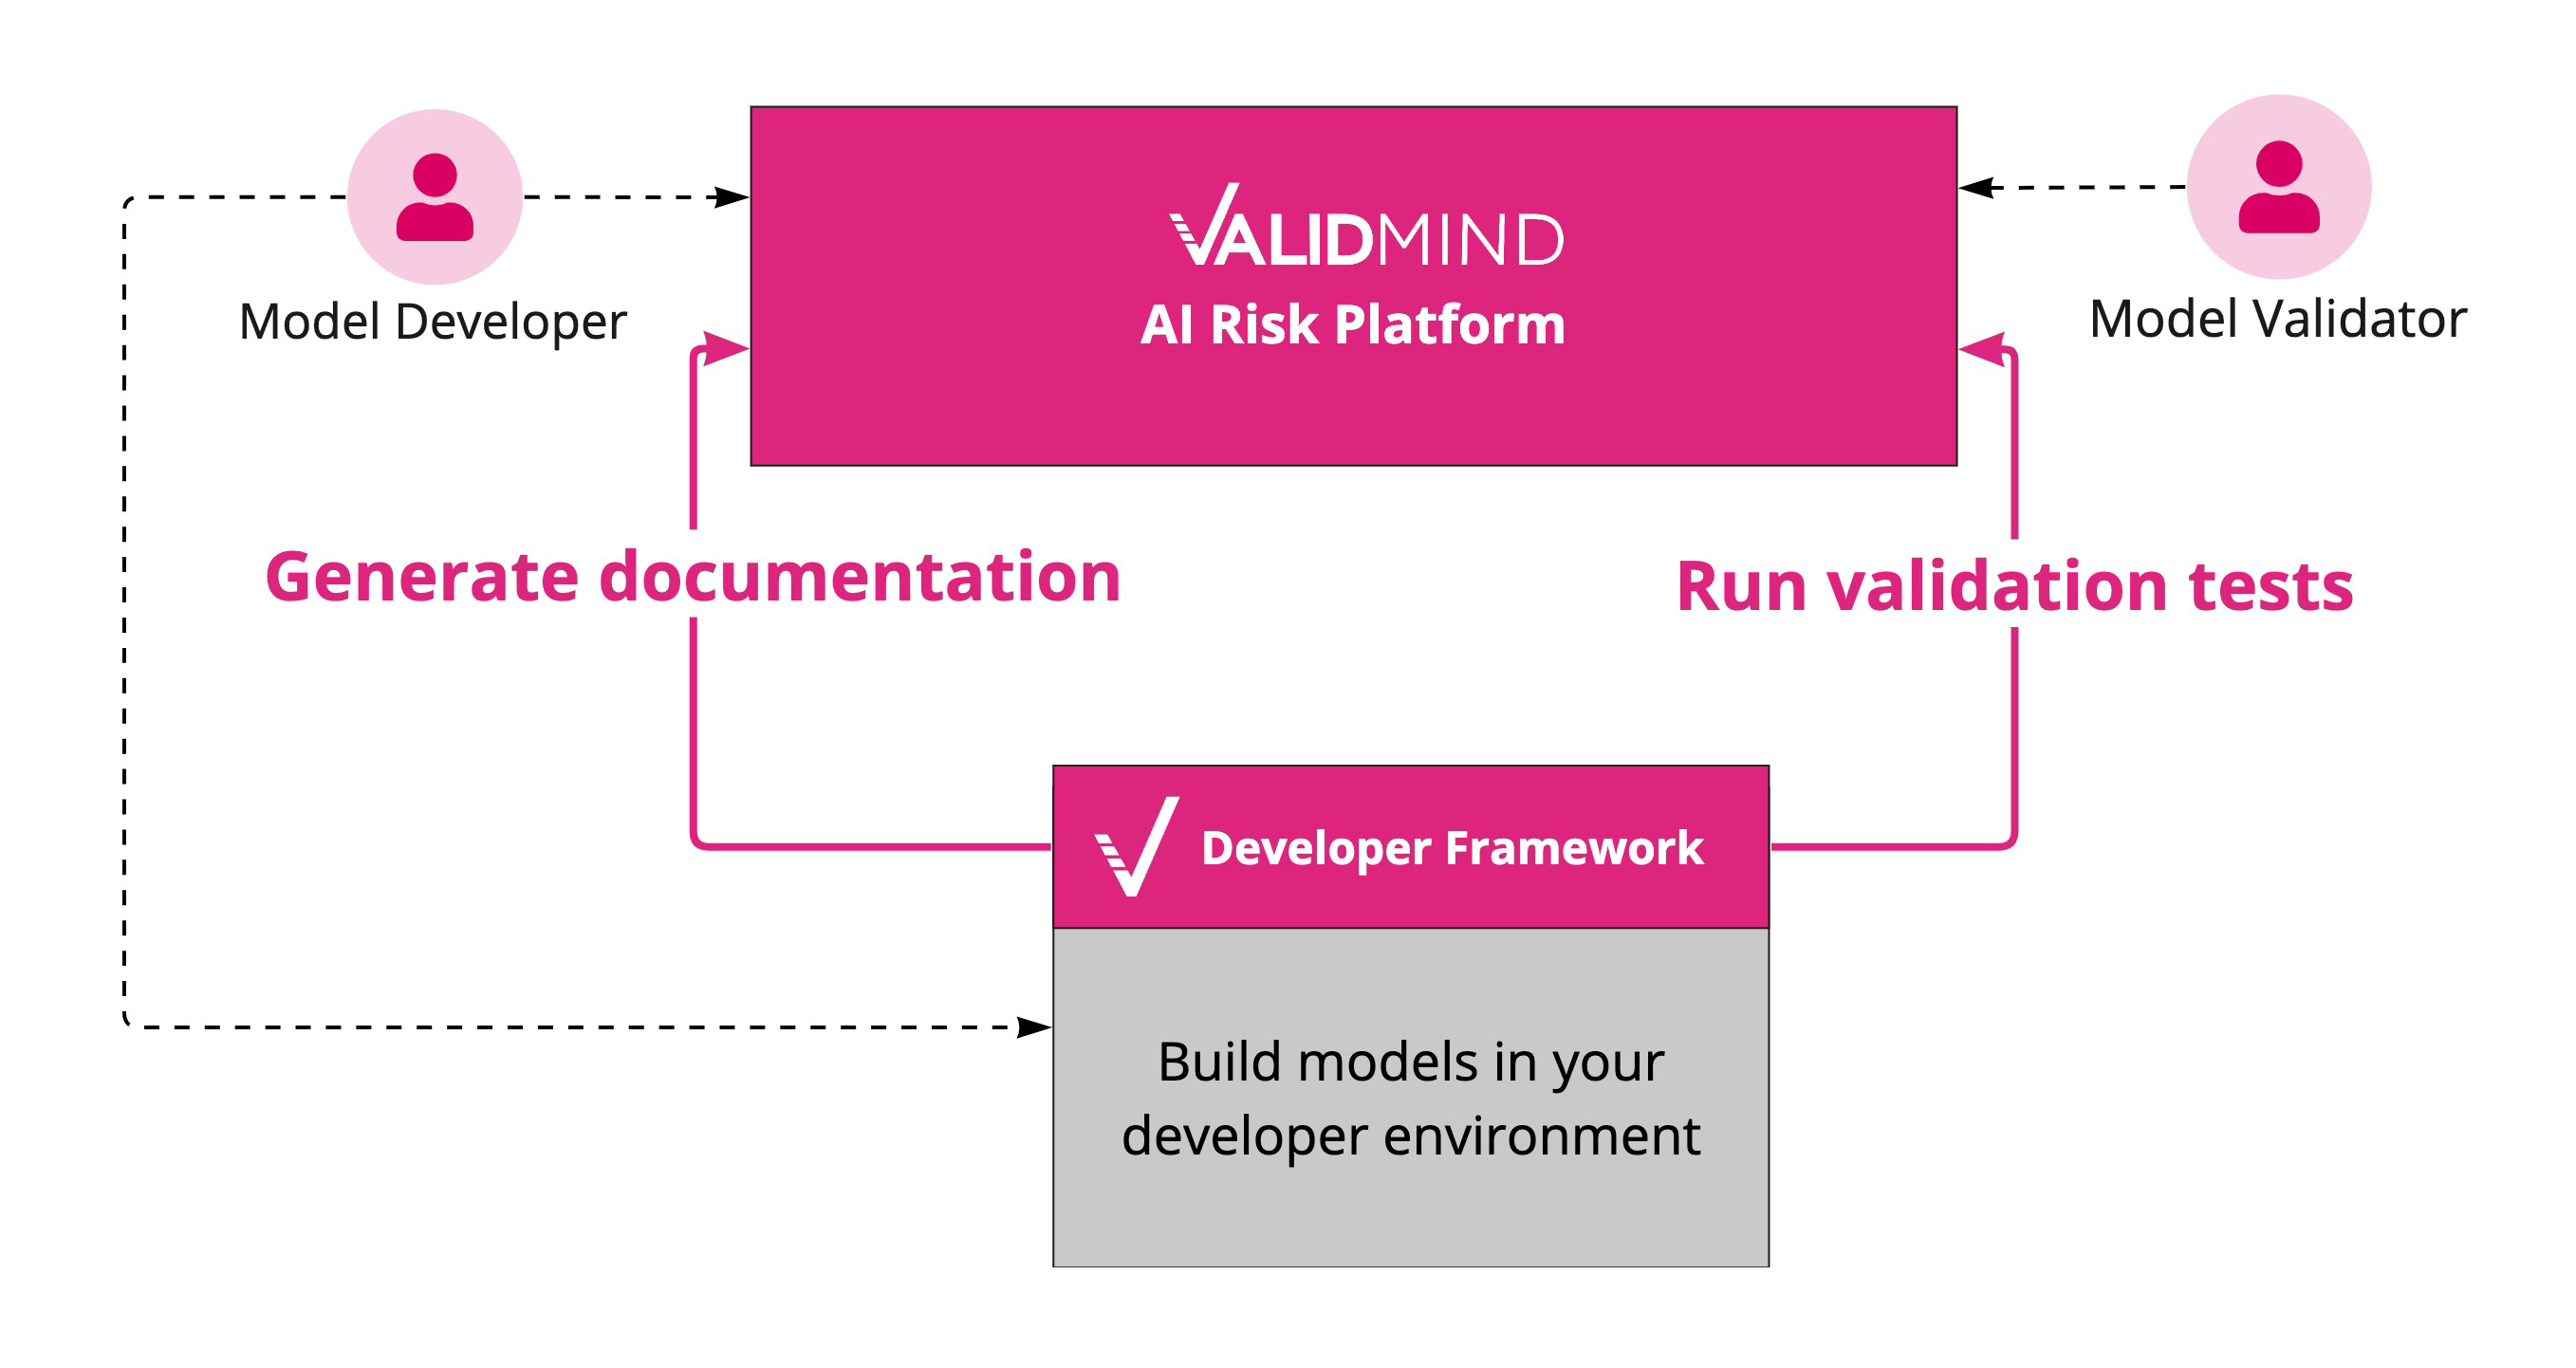 VALIDMIND
AI Risk Platform
Model Developer
Model Validator
Generate documentation
Run validation tests
Developer Framework
Build models in your
developer environment